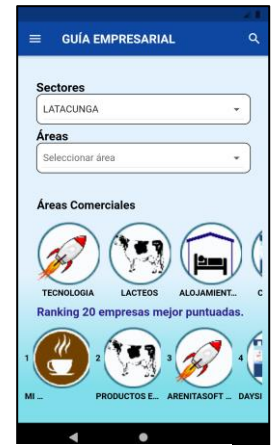 GUÍA EMPRESARIAL
Sectores
LATACUNGA
Áreas
Seleccionar área
Áreas Comerciales
TECNOLOGIA LACTEOS ALOJAMIENT... C
Ranking 20 empresas mejor puntuadas.
1 2 3 4
MI ... PRODUCTOS E... ARENITASOFT ... DAYSI